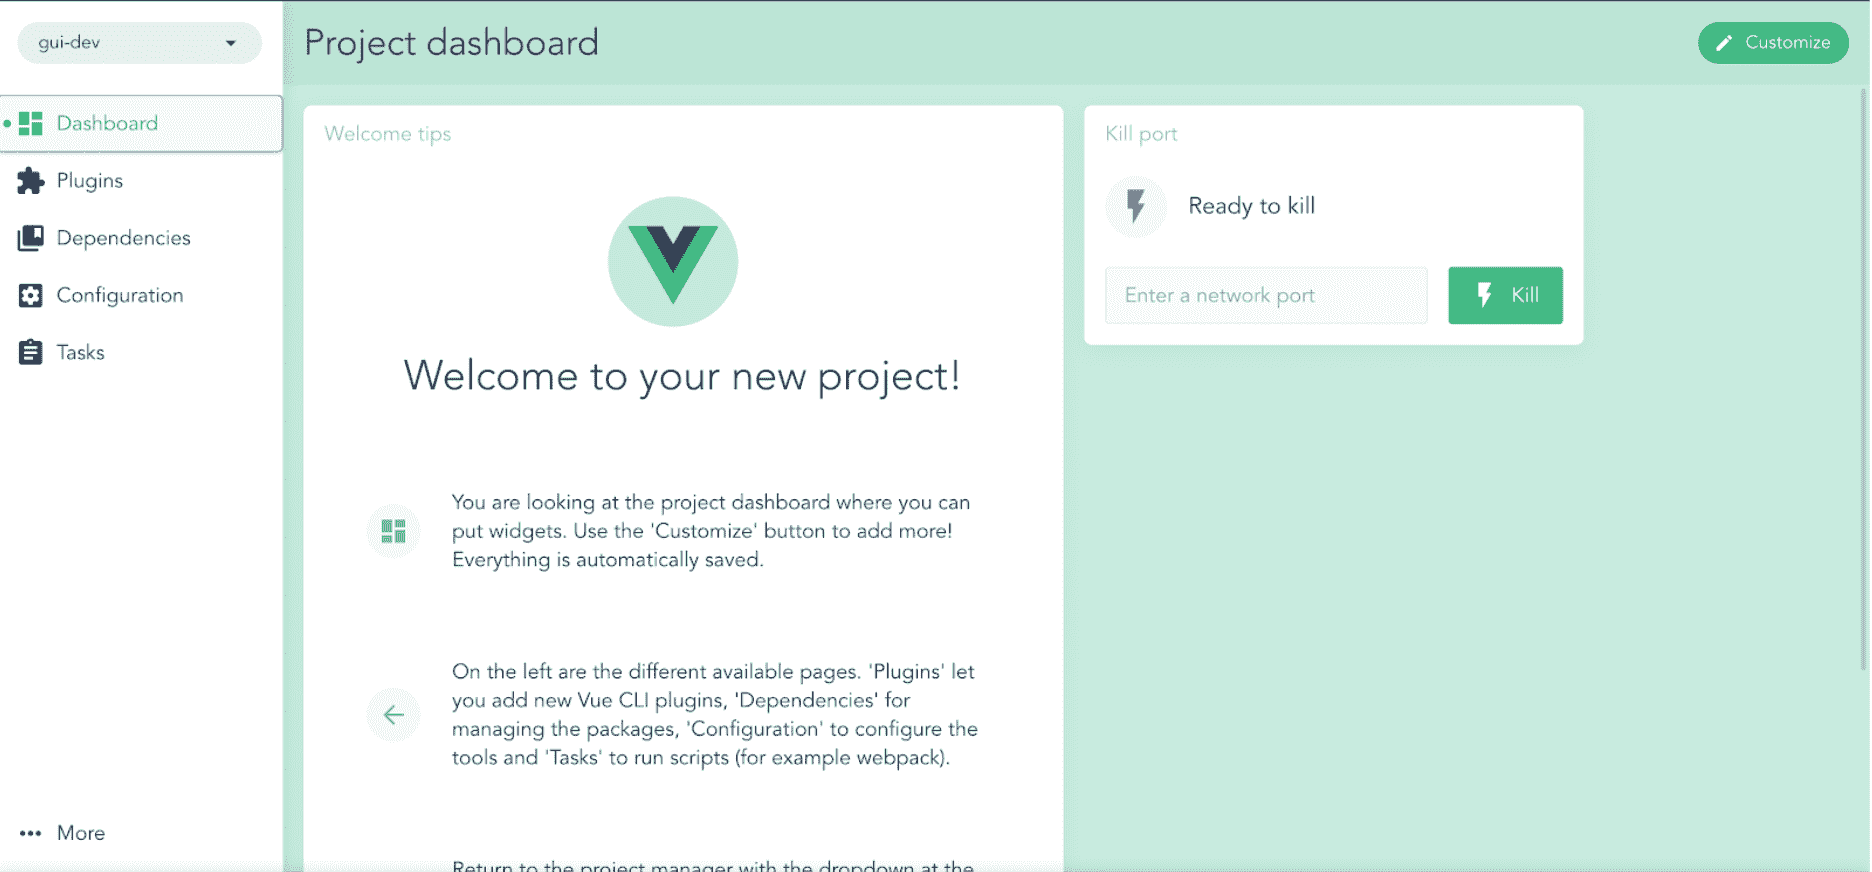 gui-dev
Project dashboard
Customize
Dashboard
Plugins
Dependencies
Configuration
Tasks
More
Welcome tips
Welcome to your new project!
You are looking at the project dashboard where you can
put widgets. Use the 'Customize' button to add more!
Everything is automatically saved.
On the left are the different available pages. 'Plugins' let
you add new Vue CLI plugins, 'Dependencies' for
managing the packages, 'Configuration' to configure the
tools and 'Tasks' to run scripts (for example webpack).
Return to the project manager with the dropdown at the
Kill port
Ready to kill
Enter a network port
Kill